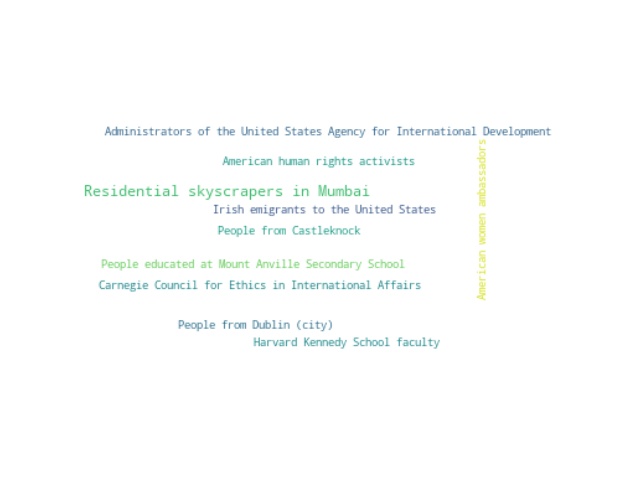 Administrators of the United States Agency for International Development
American women ambassadors
American human rights activists
Residential skyscrapers in Mumbai
Irish emigrants to the United States
People from Castleknock
People educated at Mount Anville Secondary School
Carnegie Council for Ethics in International Affairs
People from Dublin (city)
Harvard Kennedy School faculty